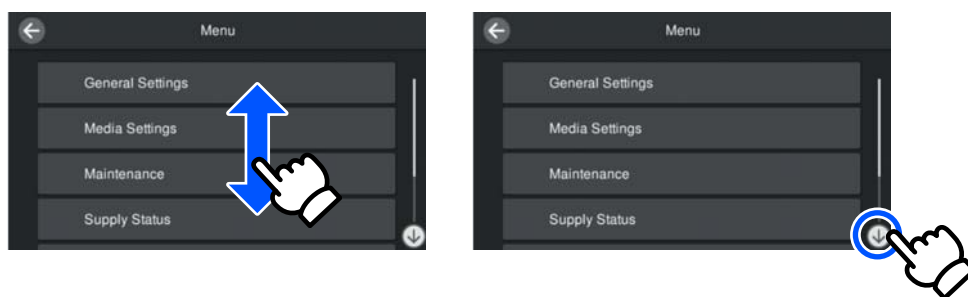 Menu
General Settings
Media Settings
Maintenance
Supply Status
Menu
General Settings
Media Settings
Maintenance
Supply Status